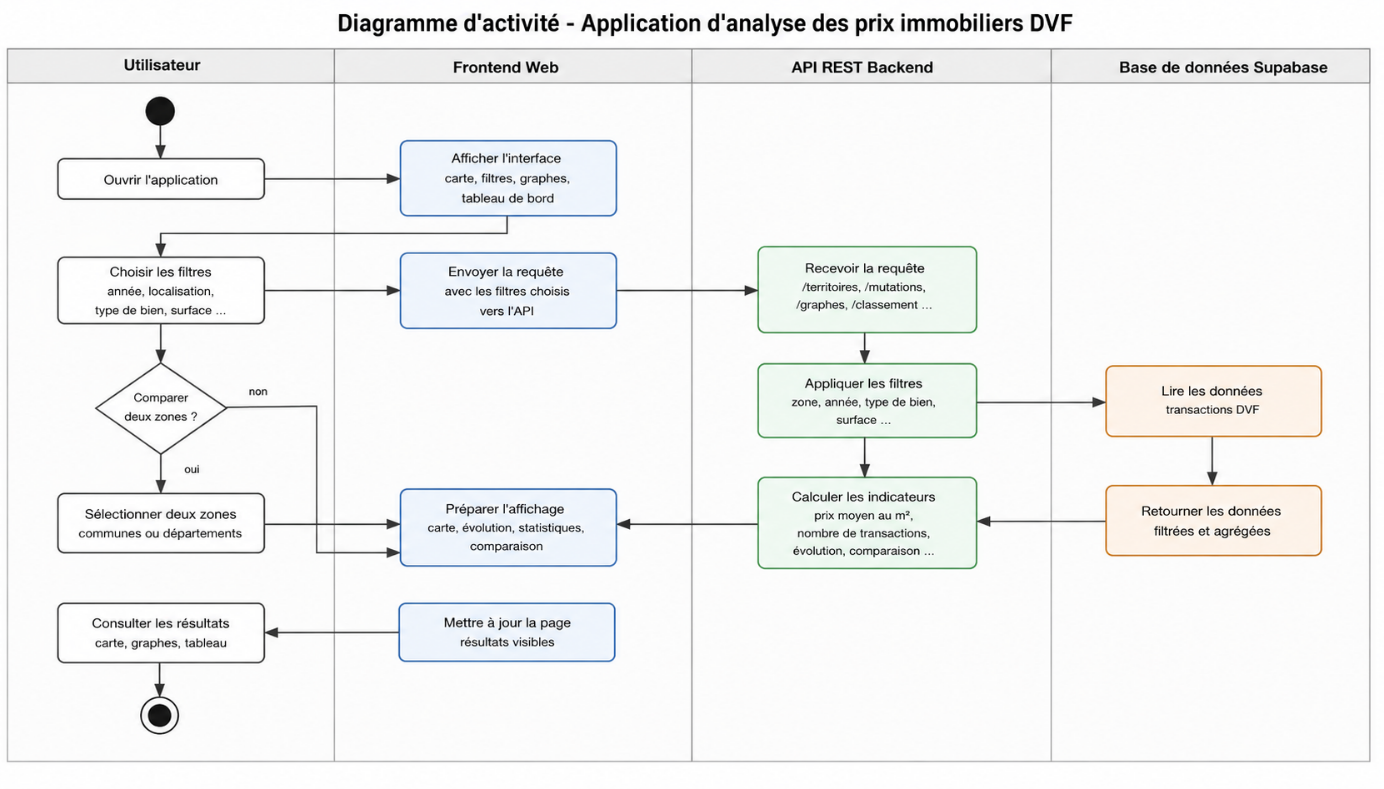 Diagramme d'activité - Application d'analyse des prix immobiliers DVF
Utilisateur
Frontend Web
API REST Backend
Base de données Supabase
Ouvrir l'application
Afficher l'interface
carte, filtres, graphes,
tableau de bord
Choisir les filtres
année, localisation,
type de bien, surface ...
Envoyer la requête
avec les filtres choisis
vers l'API
Recevoir la requête
/territoires, /mutations,
/graphes, /classement ...
Comparer
deux zones ?
non
oui
Appliquer les filtres
zone, année, type de bien,
surface ...
Lire les données
transactions DVF
Sélectionner deux zones
communes ou départements
Préparer l'affichage
carte, évolution, statistiques,
comparaison
Calculer les indicateurs
prix moyen au m²,
nombre de transactions,
évolution, comparaison ...
Retourner les données
filtrées et agrégées
Consulter les résultats
carte, graphes, tableau
Mettre à jour la page
résultats visibles